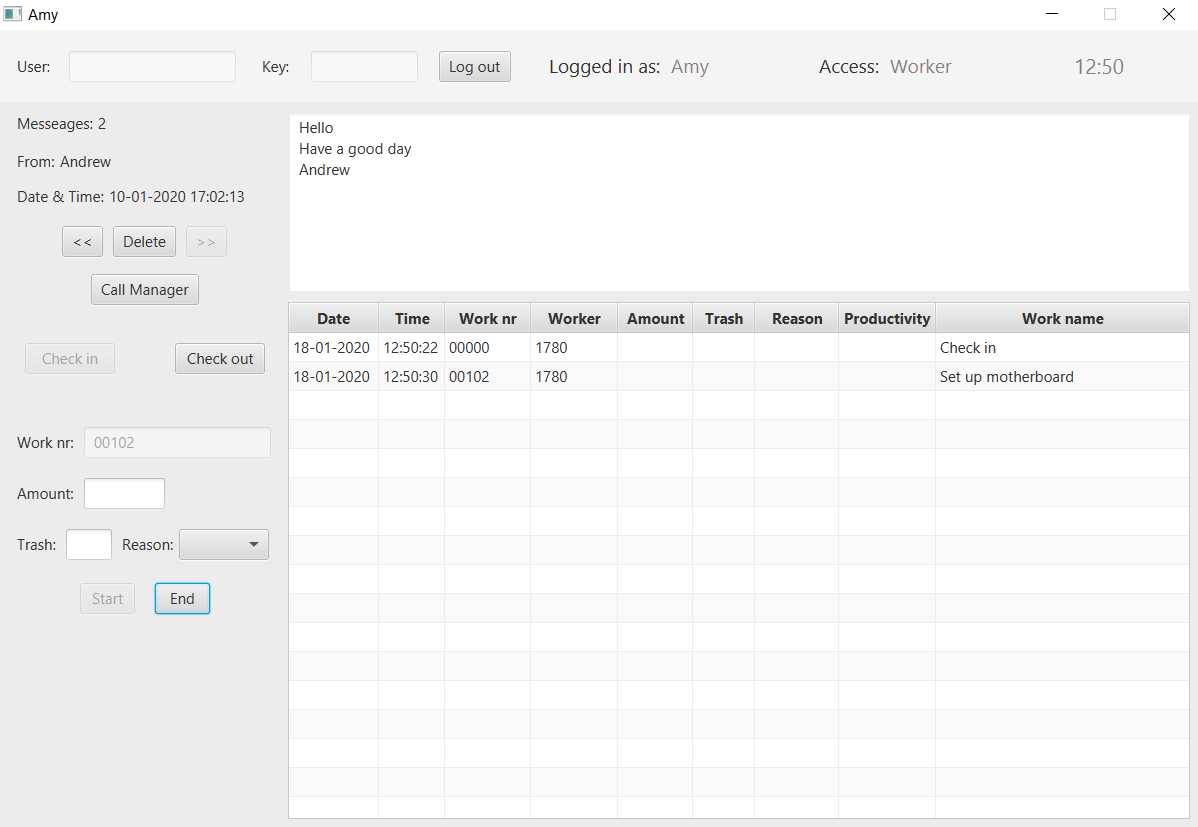 Amy
User: Key: Log out Logged in as: Amy Access: Worker 12:50
Messeages: 2
From: Andrew
Date & Time: 10-01-2020 17:02:13
<< Delete >>
Call Manager
Check in Check out
Work nr: 00102
Amount:
Trash: Reason:
Start End
Hello
Have a good day
Andrew
Date Time Work nr Worker Amount Trash Reason Productivity Work name
18-01-2020 12:50:22 00000 1780 Check in
18-01-2020 12:50:30 00102 1780 Set up motherboard